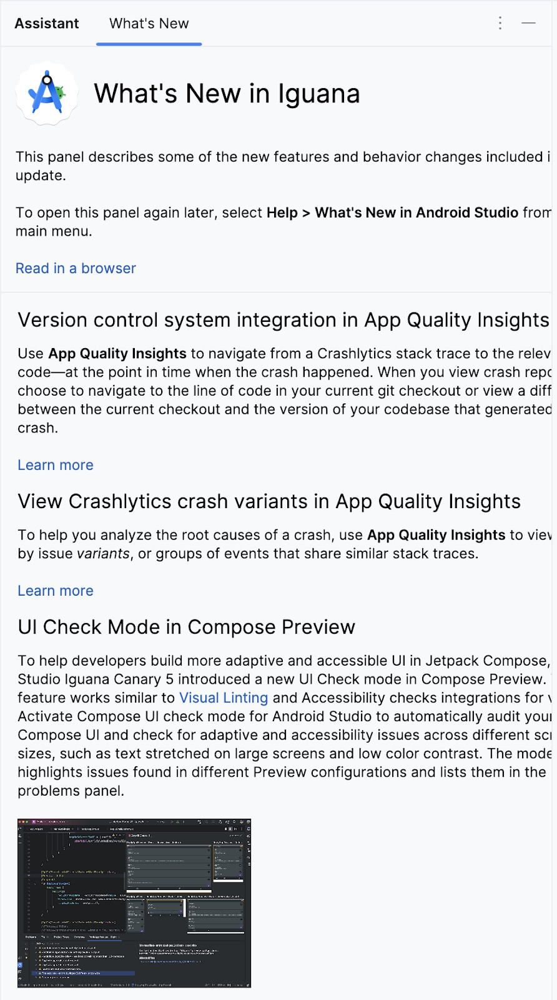 Assistant What's New
What's New in Iguana
This panel describes some of the new features and behavior changes included i
update.
To open this panel again later, select Help > What's New in Android Studio from
main menu.
Read in a browser
Version control system integration in App Quality Insights
Use App Quality Insights to navigate from a Crashlytics stack trace to the relev
code—at the point in time when the crash happened. When you view crash repo
choose to navigate to the line of code in your current git checkout or view a diff
between the current checkout and the version of your codebase that generated
crash.
Learn more
View Crashlytics crash variants in App Quality Insights
To help you analyze the root causes of a crash, use App Quality Insights to view
by issue variants, or groups of events that share similar stack traces.
Learn more
UI Check Mode in Compose Preview
To help developers build more adaptive and accessible UI in Jetpack Compose,
Studio Iguana Canary 5 introduced a new UI Check mode in Compose Preview.
feature works similar to Visual Linting and Accessibility checks integrations for v
Activate Compose UI check mode for Android Studio to automatically audit your
Compose UI and check for adaptive and accessibility issues across different scr
sizes, such as text stretched on large screens and low color contrast. The mode
highlights issues found in different Preview configurations and lists them in the
problems panel.